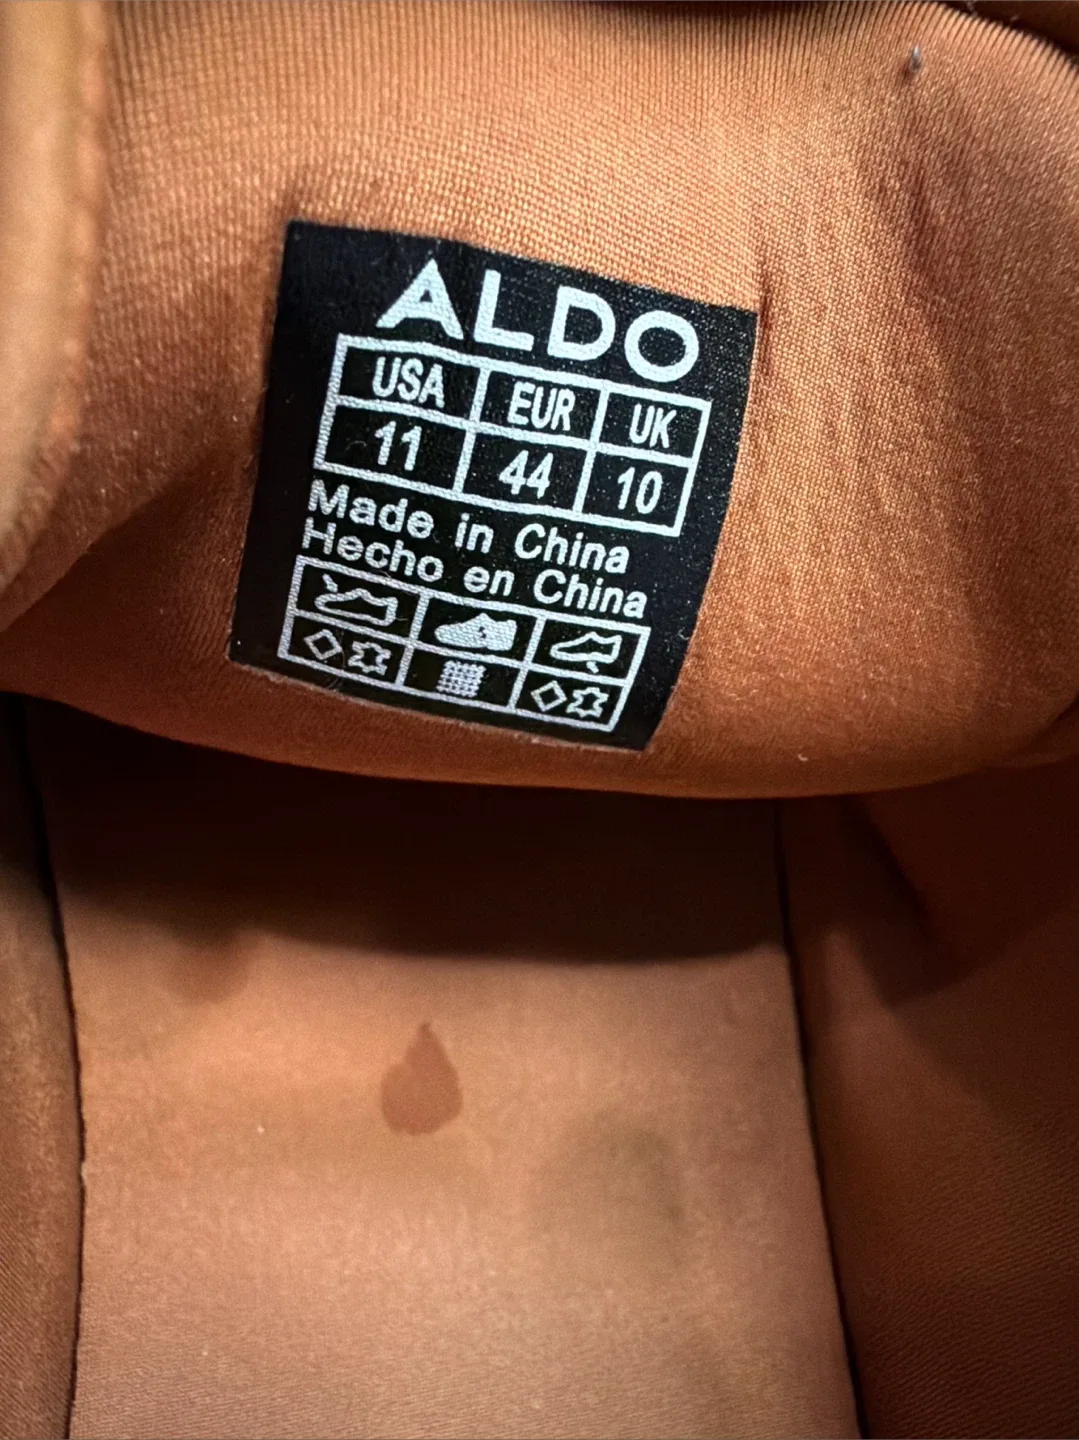 ALDO
USA EUR UK
11 44 10
Made in China
Hecho en China